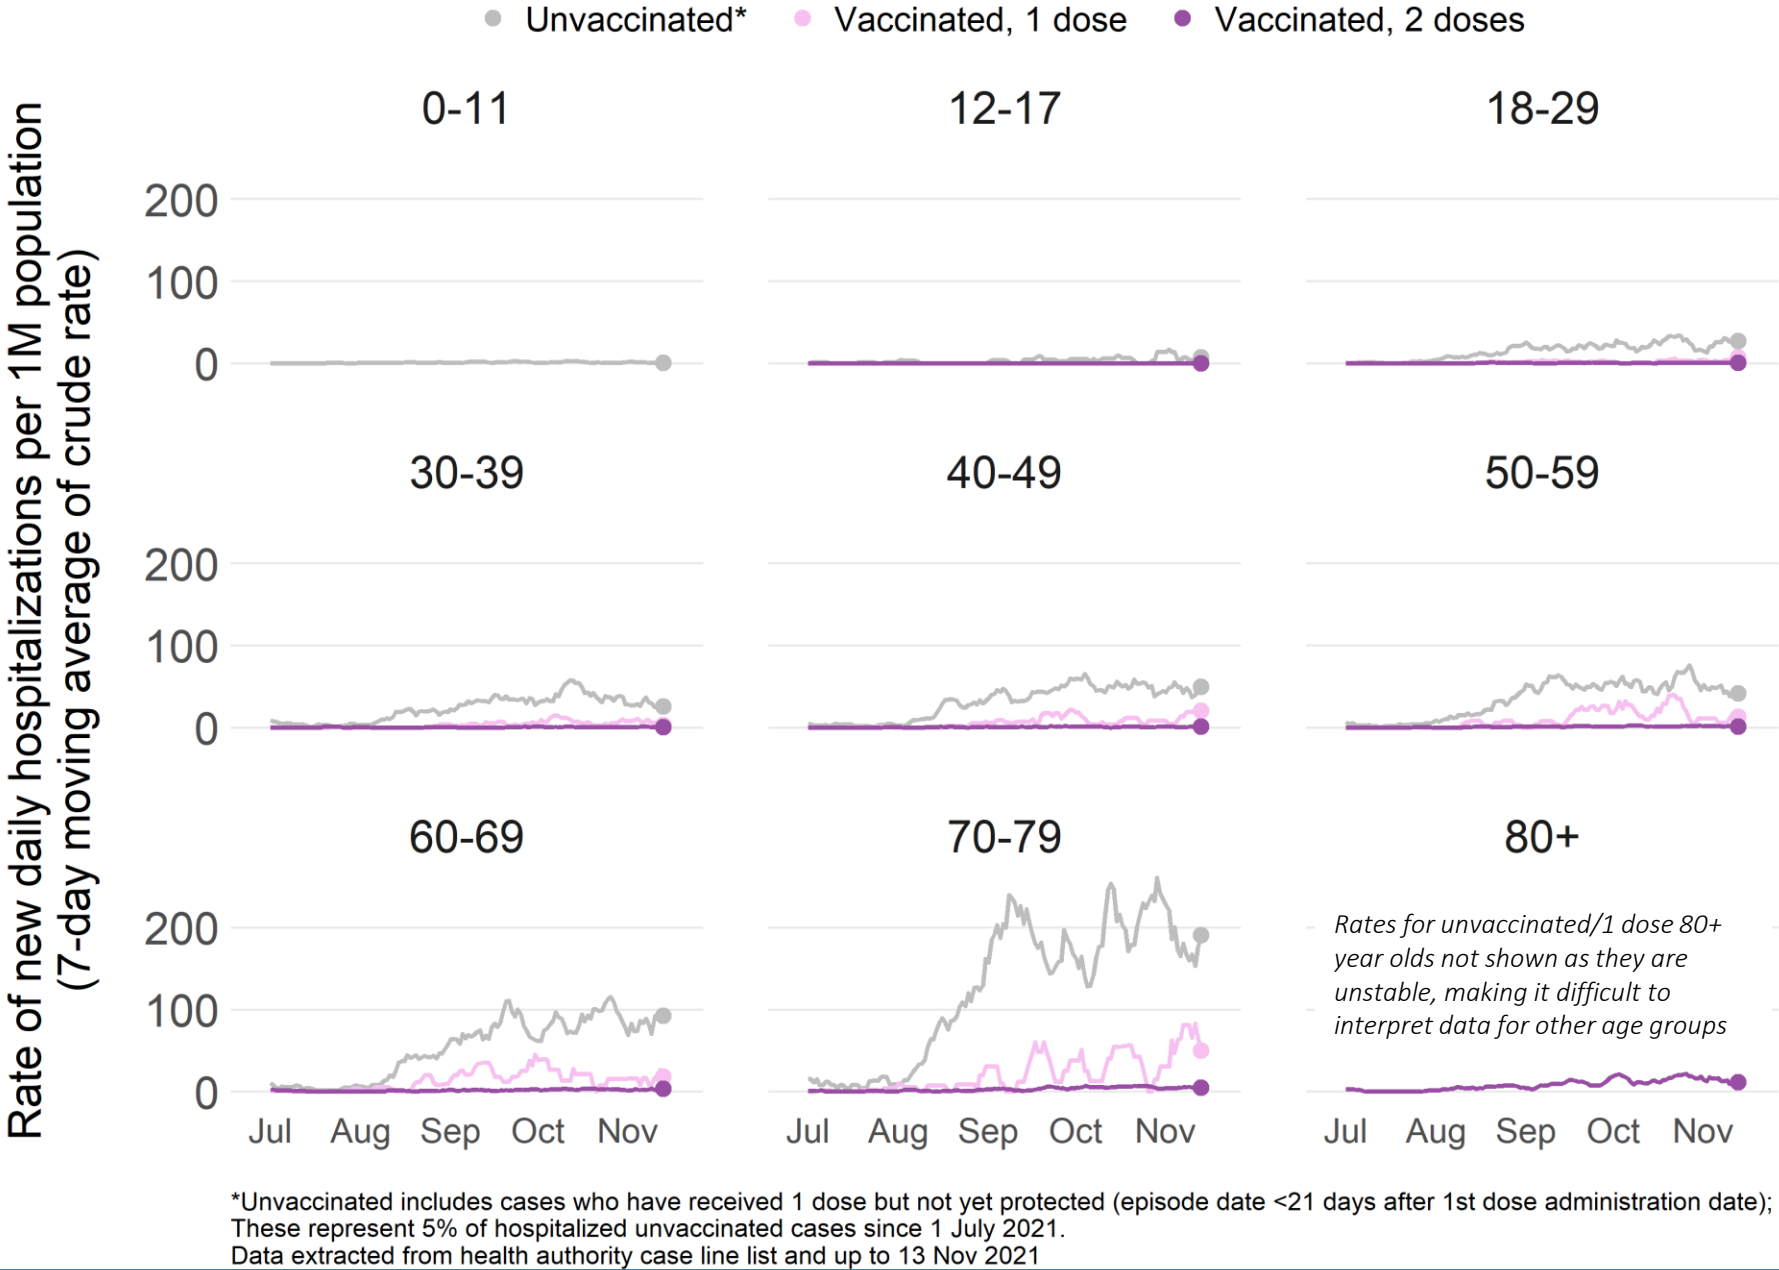 Unvaccinated* Vaccinated, 1 dose Vaccinated, 2 doses
Rate of new daily hospitalizations per 1M population
(7-day moving average of crude rate)
0-11 12-17 18-29
200
100
0
30-39 40-49 50-59
200
100
0
60-69 70-79 80+
200
100
0
Rates for unvaccinated/1 dose 80+
year olds not shown as they are
unstable, making it difficult to
interpret data for other age groups
Jul Aug Sep Oct Nov Jul Aug Sep Oct Nov Jul Aug Sep Oct Nov
*Unvaccinated includes cases who have received 1 dose but not yet protected (episode date <21 days after 1st dose administration date);
These represent 5% of hospitalized unvaccinated cases since 1 July 2021.
Data extracted from health authority case line list and up to 13 Nov 2021